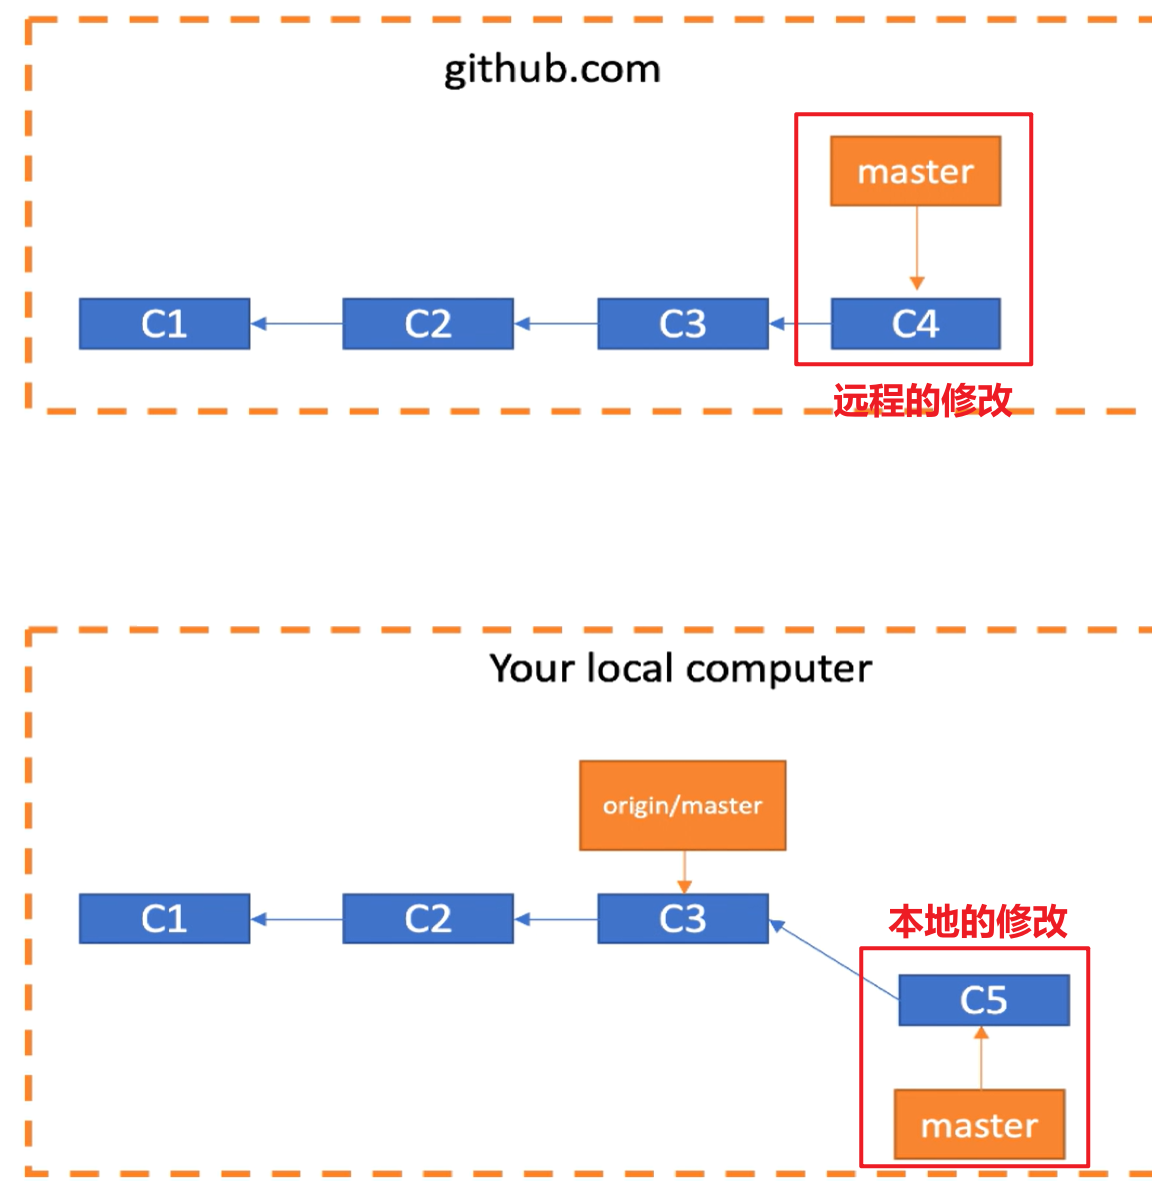 github.com
master
C1 C2 C3 C4
远程的修改
Your local computer
origin/master
C1 C2 C3
本地的修改
C5
master